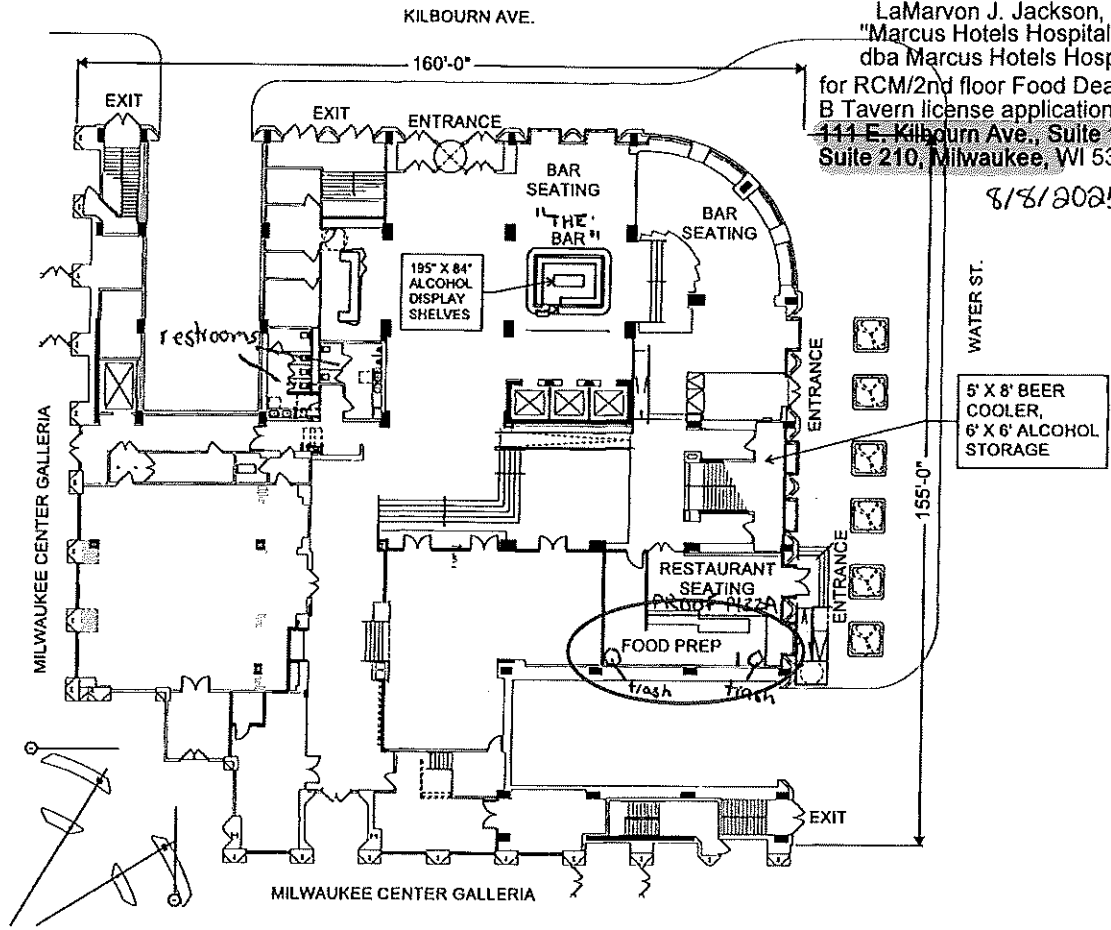 KILBOURN AVE.
LaMarvon J. Jackson,
"Marcus Hotels Hospital
dba Marcus Hotels Hosp
for RCM/2nd floor Food Dea
B Tavern license application
111 E. Kilbourn Ave., Suite
Suite 210, Milwaukee, WI 53
8/8/2025
160'-0"
EXIT
EXIT
ENTRANCE
BAR
SEATING
"THE
BAR"
BAR
SEATING
195" X 84"
ALCOHOL
DISPLAY
SHELVES
restrooms
WATER ST.
ENTRANCE
5' X 8' BEER
COOLER,
6' X 6' ALCOHOL
STORAGE
155'-0"
MILWAUKEE CENTER GALLERIA
ENTRANCE
RESTAURANT
SEATING
PROOF PIZZA
FOOD PREP
trash
trash
EXIT
MILWAUKEE CENTER GALLERIA